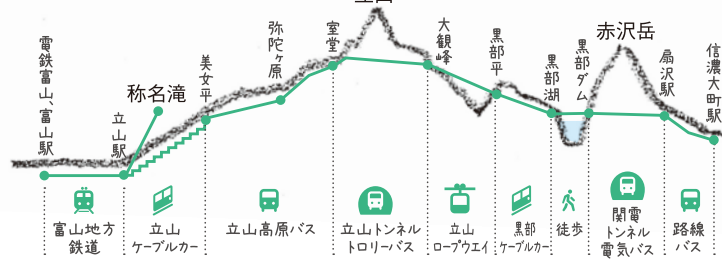 電鉄富山、富山駅
立山駅
称名滝
美女平
弥陀ヶ原
室堂
大観峰
黒部平
黒部湖
黒部ダム
赤沢岳
扇沢駅
信濃大町駅
富山地方
鉄道
立山
ケーブルカー
立山高原バス
立山トンネル
トロリーバス
立山
ロープウエイ
黒部
ケーブルカー
徒歩
関電
トンネル
電気バス
路線
バス